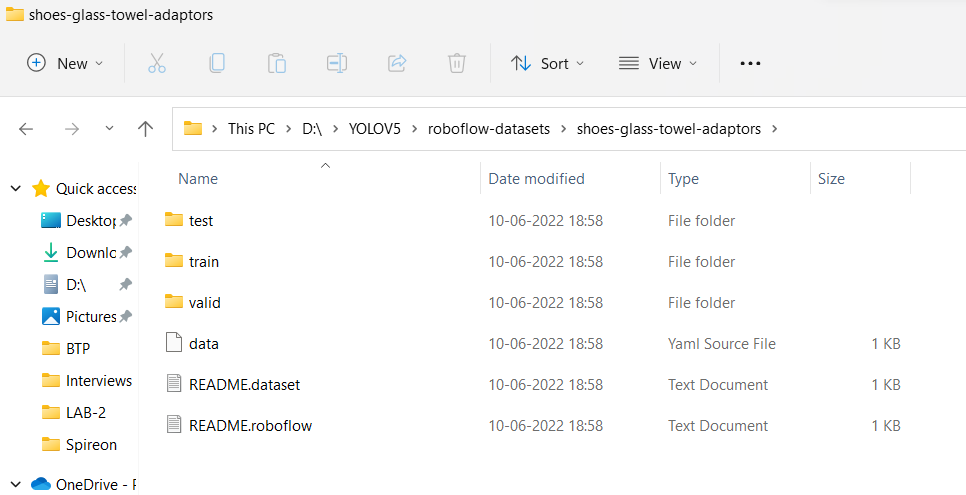 shoes-glass-towel-adaptors
New Sort View
This PC D:\ YOLOV5 roboflow-datasets shoes-glass-towel-adaptors
Name Date modified Type Size
Quick access
Desktop
Downlo
D:\
Pictures
BTP
Interviews
LAB-2
Spireon
OneDrive - P
test 10-06-2022 18:58 File folder
train 10-06-2022 18:58 File folder
valid 10-06-2022 18:58 File folder
data 10-06-2022 18:58 Yaml Source File 1 KB
README.dataset 10-06-2022 18:58 Text Document 1 KB
README.roboflow 10-06-2022 18:58 Text Document 1 KB